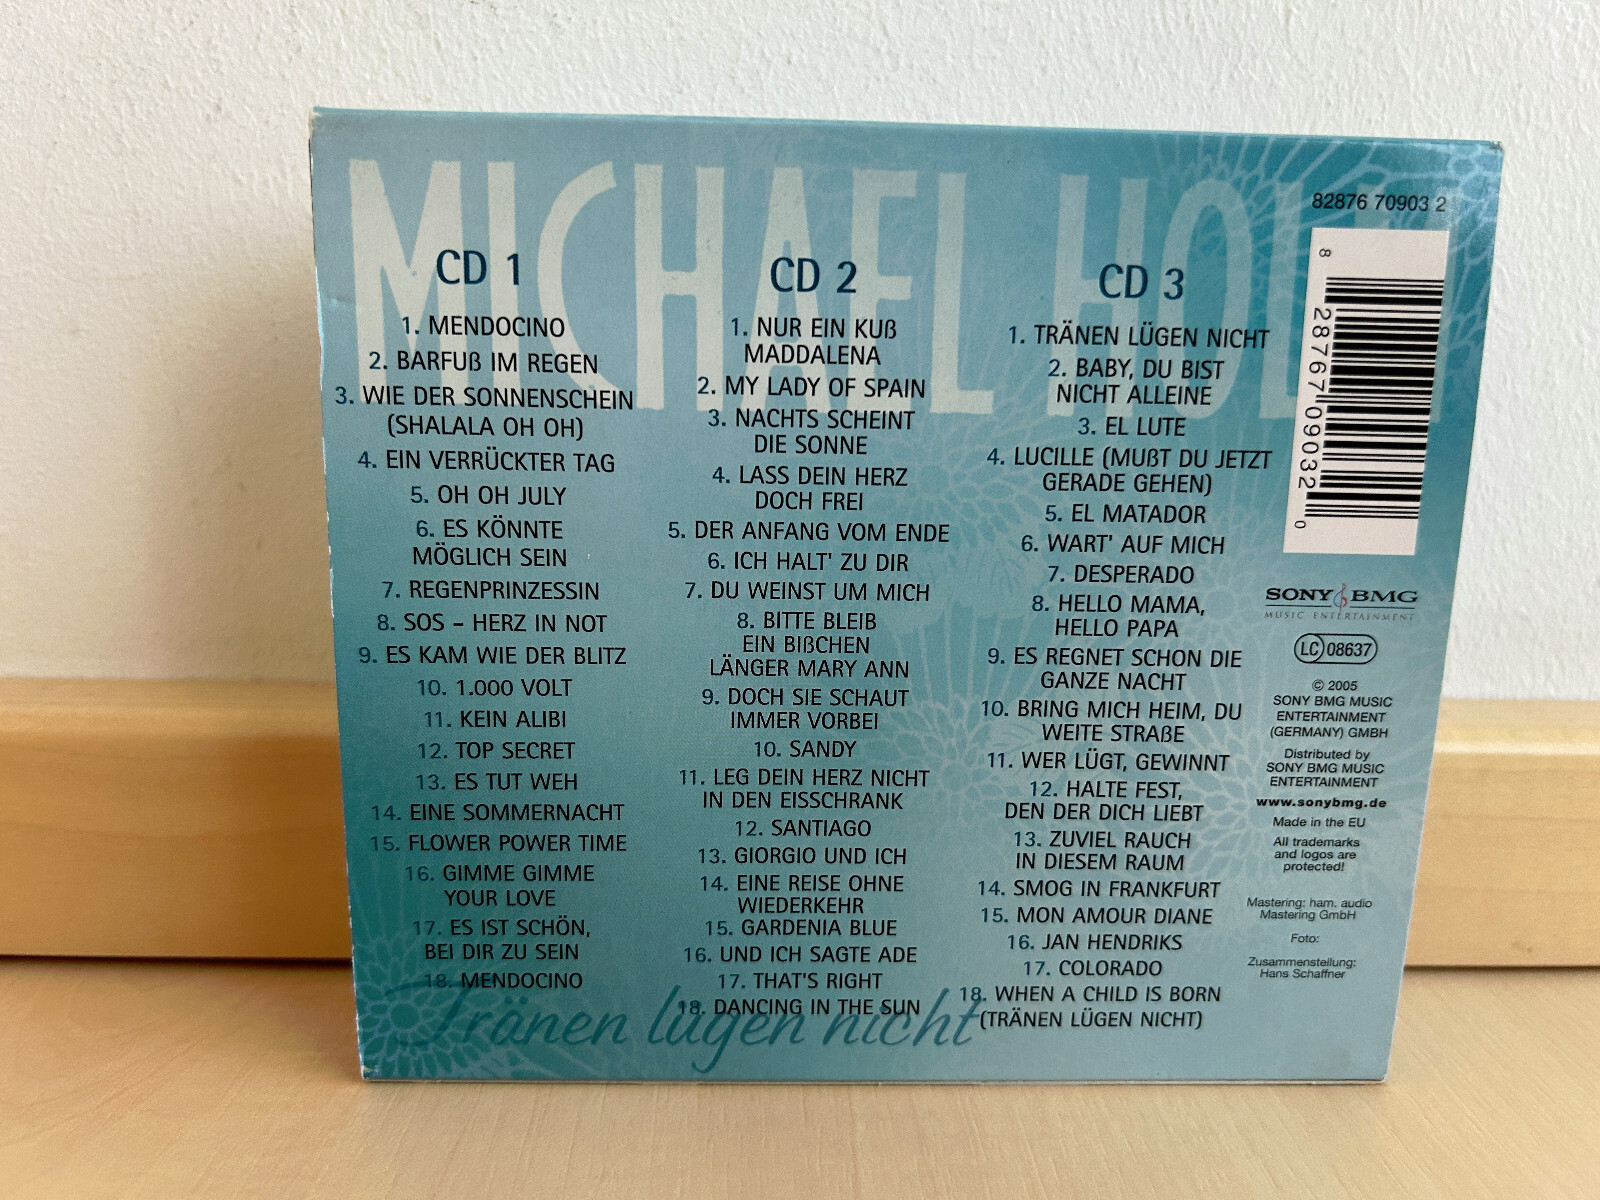 MICHAEL HOL
82876 70903 2
CD 1
1. MENDOCINO
2. BARFUß IM REGEN
3. WIE DER SONNENSCHEIN
(SHALALA OH OH)
4. EIN VERRÜCKTER TAG
5. OH OH JULY
6. ES KÖNNTE
MÖGLICH SEIN
7. REGENPRINZESSIN
8. SOS – HERZ IN NOT
9. ES KAM WIE DER BLITZ
10. 1.000 VOLT
11. KEIN ALIBI
12. TOP SECRET
13. ES TUT WEH
14. EINE SOMMERNACHT
15. FLOWER POWER TIME
16. GIMME GIMME
YOUR LOVE
17. ES IST SCHÖN,
BEI DIR ZU SEIN
18. MENDOCINO
CD 2
1. NUR EIN KUß
MADDALENA
2. MY LADY OF SPAIN
3. NACHTS SCHEINT
DIE SONNE
4. LASS DEIN HERZ
DOCH FREI
5. DER ANFANG VOM ENDE
6. ICH HALT' ZU DIR
7. DU WEINST UM MICH
8. BITTE BLEIB
EIN BIßCHEN
LÄNGER MARY ANN
9. DOCH SIE SCHAUT
IMMER VORBEI
10. SANDY
11. LEG DEIN HERZ NICHT
IN DEN EISSCHRANK
12. SANTIAGO
13. GIORGIO UND ICH
14. EINE REISE OHNE
WIEDERKEHR
15. GARDENIA BLUE
16. UND ICH SAGTE ADE
17. THAT'S RIGHT
18. DANCING IN THE SUN
CD 3
1. TRÄNEN LÜGEN NICHT
2. BABY, DU BIST
NICHT ALLEINE
3. EL LUTE
4. LUCILLE (MUßT DU JETZT
GERADE GEHEN)
5. EL MATADOR
6. WART' AUF MICH
7. DESPERADO
8. HELLO MAMA,
HELLO PAPA
9. ES REGNET SCHON DIE
GANZE NACHT
10. BRING MICH HEIM, DU
WEITE STRAßE
11. WER LÜGT, GEWINNT
12. HALTE FEST,
DEN DER DICH LIEBT
13. ZUVIEL RAUCH
IN DIESEM RAUM
14. SMOG IN FRANKFURT
15. MON AMOUR DIANE
16. JAN HENDRIKS
17. COLORADO
18. WHEN A CHILD IS BORN
(TRÄNEN LÜGEN NICHT)
Tränen lügen nicht
8 28767 09032 0
SONY BMG
MUSIC ENTERTAINMENT
LC 08637
© 2005
SONY BMG MUSIC
ENTERTAINMENT
(GERMANY) GMBH
Distributed by
SONY BMG MUSIC
ENTERTAINMENT
www.sonybmg.de
Made in the EU
All trademarks
and logos are
protected!
Mastering: ham. audio
Mastering GmbH
Foto:
Zusammenstellung:
Hans Schaffner